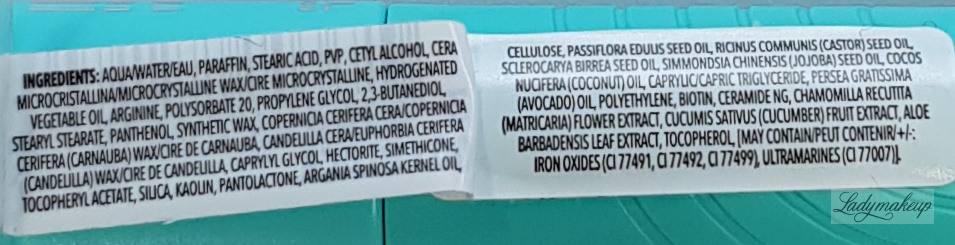 INGREDIENTS: AQUA/WATER/EAU, PARAFFIN, STEARIC ACID, PVP, CETYL ALCOHOL, CERA
MICROCRISTALLINA/MICROCRYSTALLINE WAX/CIRE MICROCRYSTALLINE, HYDROGENATED
VEGETABLE OIL, ARGININE, POLYSORBATE 20, PROPYLENE GLYCOL, 2,3-BUTANEDIOL,
STEARYL STEARATE, PANTHENOL, SYNTHETIC WAX, COPERNICIA CERIFERA CERA/COPERNICIA
CERIFERA (CARNAUBA) WAX/CIRE DE CARNAUBA, CANDELILLA CERA/EUPHORBIA CERIFERA
(CANDELILLA) WAX/CIRE DE CANDELILLA, CAPRYLYL GLYCOL, HECTORITE, SIMETHICONE,
TOCOPHERYL ACETATE, SILICA, KAOLIN, PANTOLACTONE, ARGANIA SPINOSA KERNEL OIL,
CELLULOSE, PASSIFLORA EDULIS SEED OIL, RICINUS COMMUNIS (CASTOR) SEED OIL,
SCLEROCARYA BIRREA SEED OIL, SIMMONDSIA CHINENSIS (JOJOBA) SEED OIL, COCOS
NUCIFERA (COCONUT) OIL, CAPRYLIC/CAPRIC TRIGLYCERIDE, PERSEA GRATISSIMA
(AVOCADO) OIL, POLYETHYLENE, BIOTIN, CERAMIDE NG, CHAMOMILLA RECUTITA
(MATRICARIA) FLOWER EXTRACT, CUCUMIS SATIVUS (CUCUMBER) FRUIT EXTRACT, ALOE
BARBADENSIS LEAF EXTRACT, TOCOPHEROL, [MAY CONTAIN/PEUT CONTENIR/+/-:
IRON OXIDES (CI 77491, CI 77492, CI 77499), ULTRAMARINES (CI 77007)].
Ladymakeup